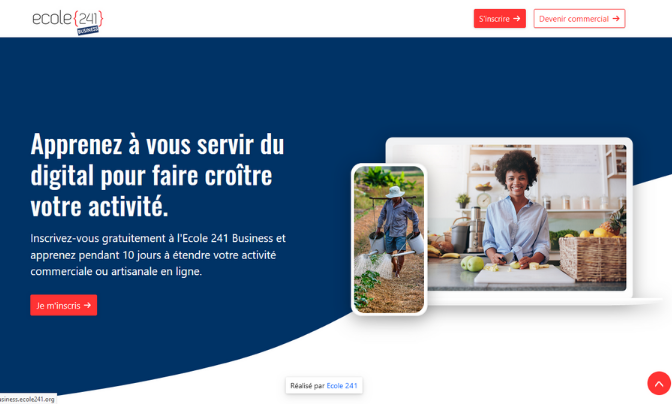 ecole{241}
BUSINESS
S'inscrire →
Devenir commercial →
Apprenez à vous servir du
digital pour faire croître
votre activité.
Inscrivez-vous gratuitement à l'Ecole 241 Business et
apprenez pendant 10 jours à étendre votre activité
commerciale ou artisanale en ligne.
Je m'inscris →
Réalisé par Ecole 241
usiness.ecole241.org